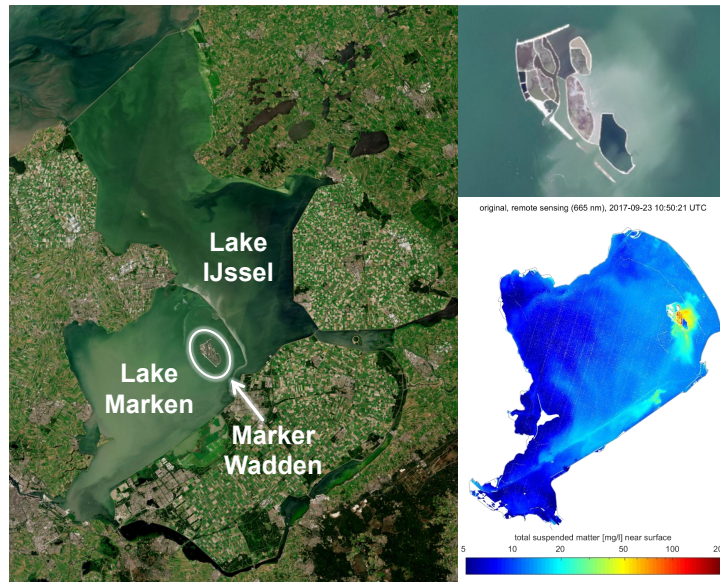 Lake
IJssel
Lake
Marken
Marker
Wadden
original, remote sensing (665 nm), 2017-09-23 10:50:21 UTC
total suspended matter [mg/l] near surface
5 10 20 50 100 20